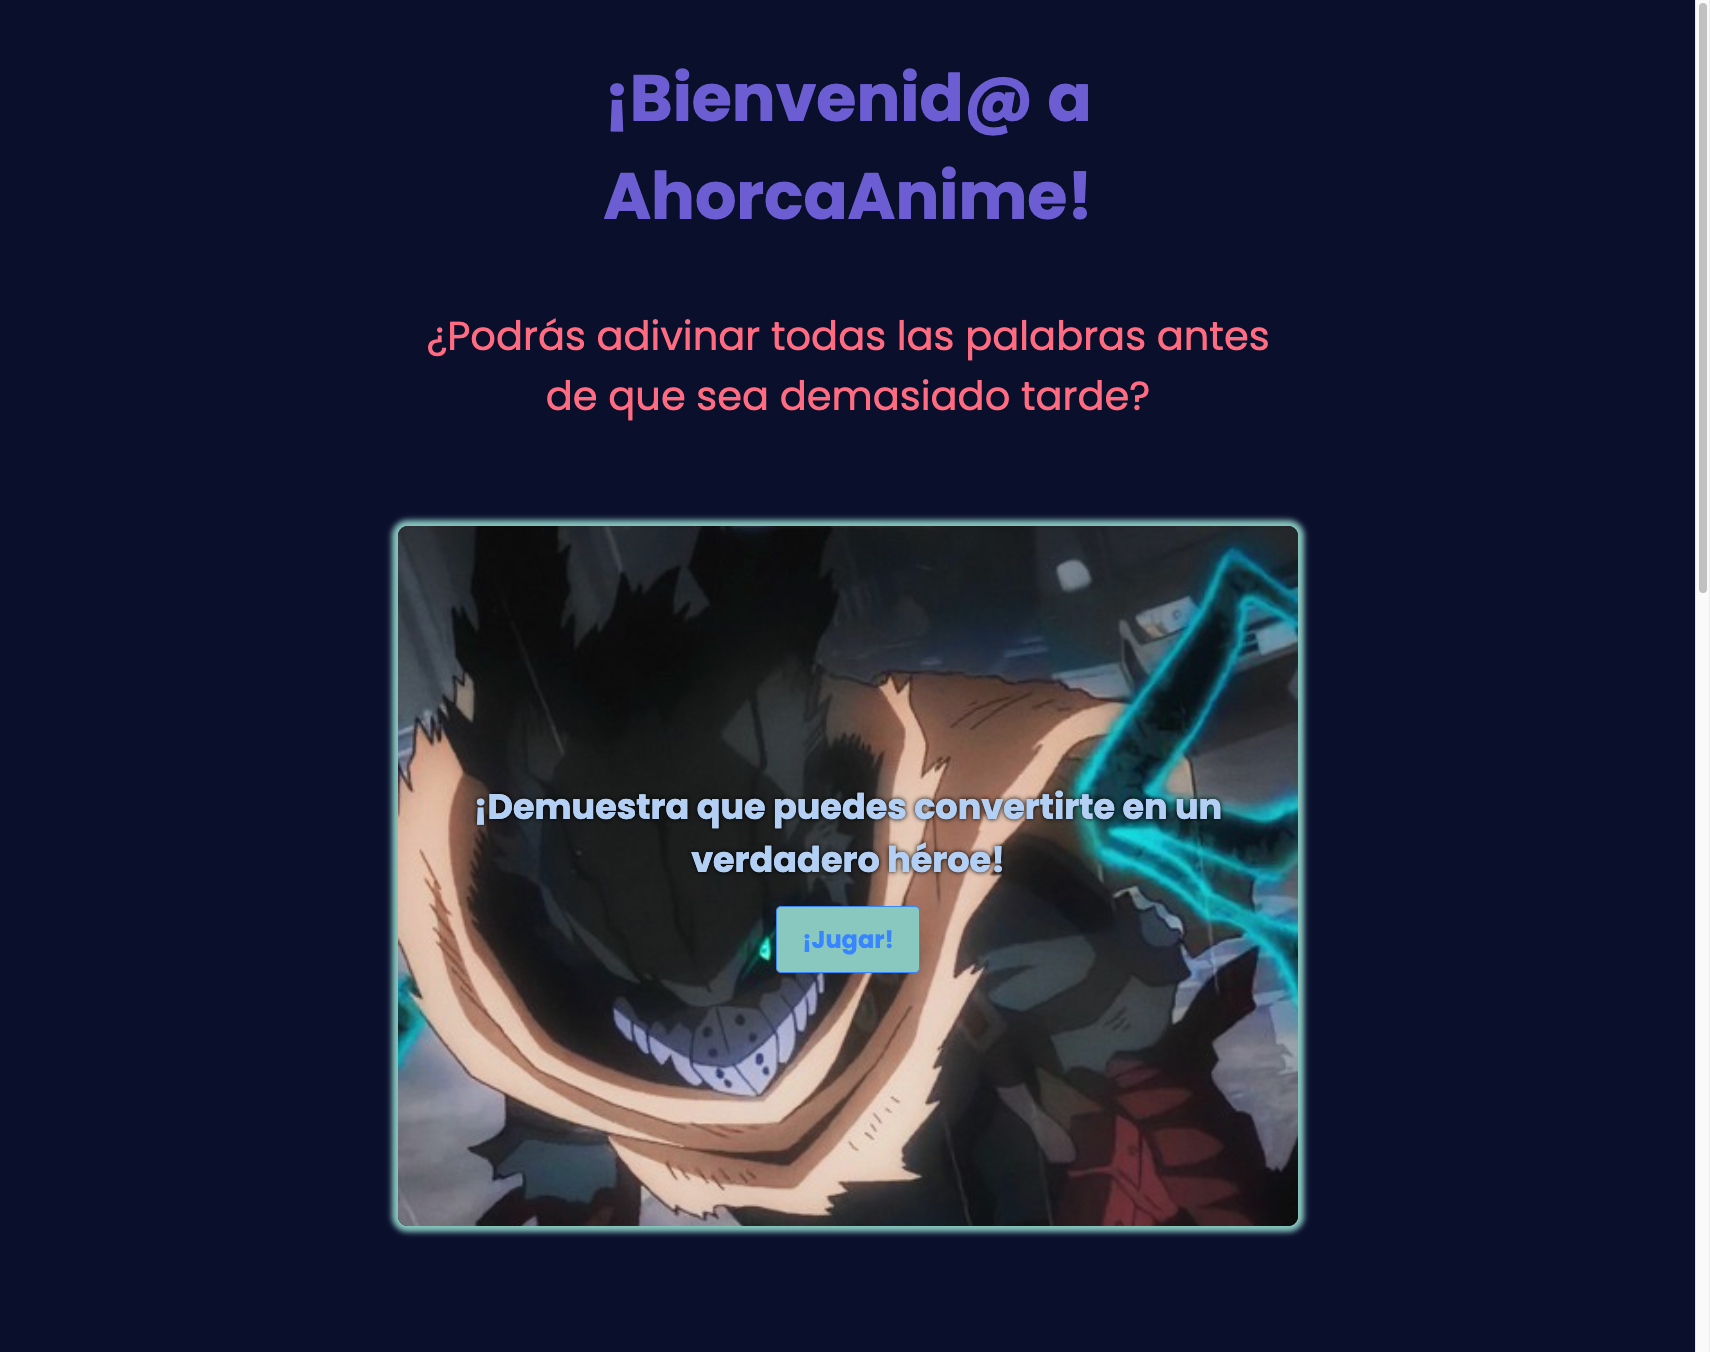 ¡Bienvenid@ a
AhorcaAnime!
¿Podrás adivinar todas las palabras antes
de que sea demasiado tarde?
¡Demuestra que puedes convertirte en un
verdadero héroe!
¡Jugar!